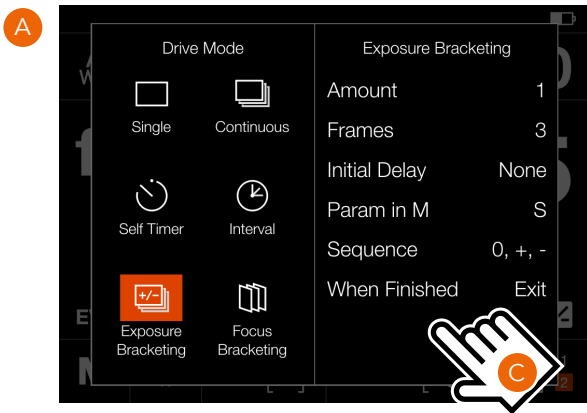 A
Drive Mode
Exposure Bracketing
Single
Continuous
Self Timer
Interval
+/-
Exposure
Bracketing
Focus
Bracketing
Amount 1
Frames 3
Initial Delay None
Param in M S
Sequence 0, +, -
When Finished Exit
C